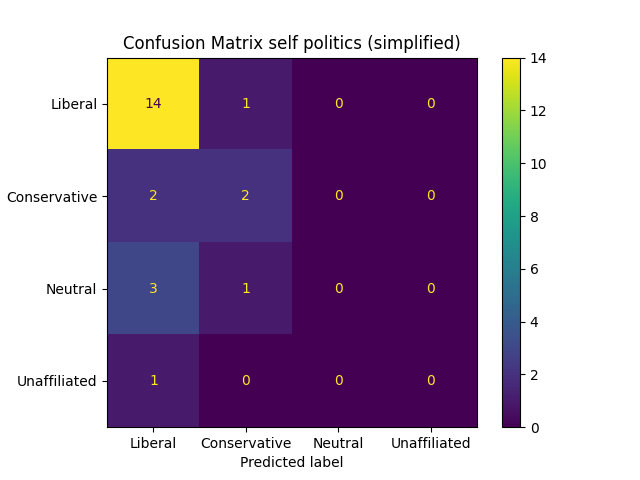 Confusion Matrix self politics (simplified)
Liberal 14 1 0 0
Conservative 2 2 0 0
Neutral 3 1 0 0
Unaffiliated 1 0 0 0
Liberal Conservative Neutral Unaffiliated
Predicted label
14
12
10
8
6
4
2
0